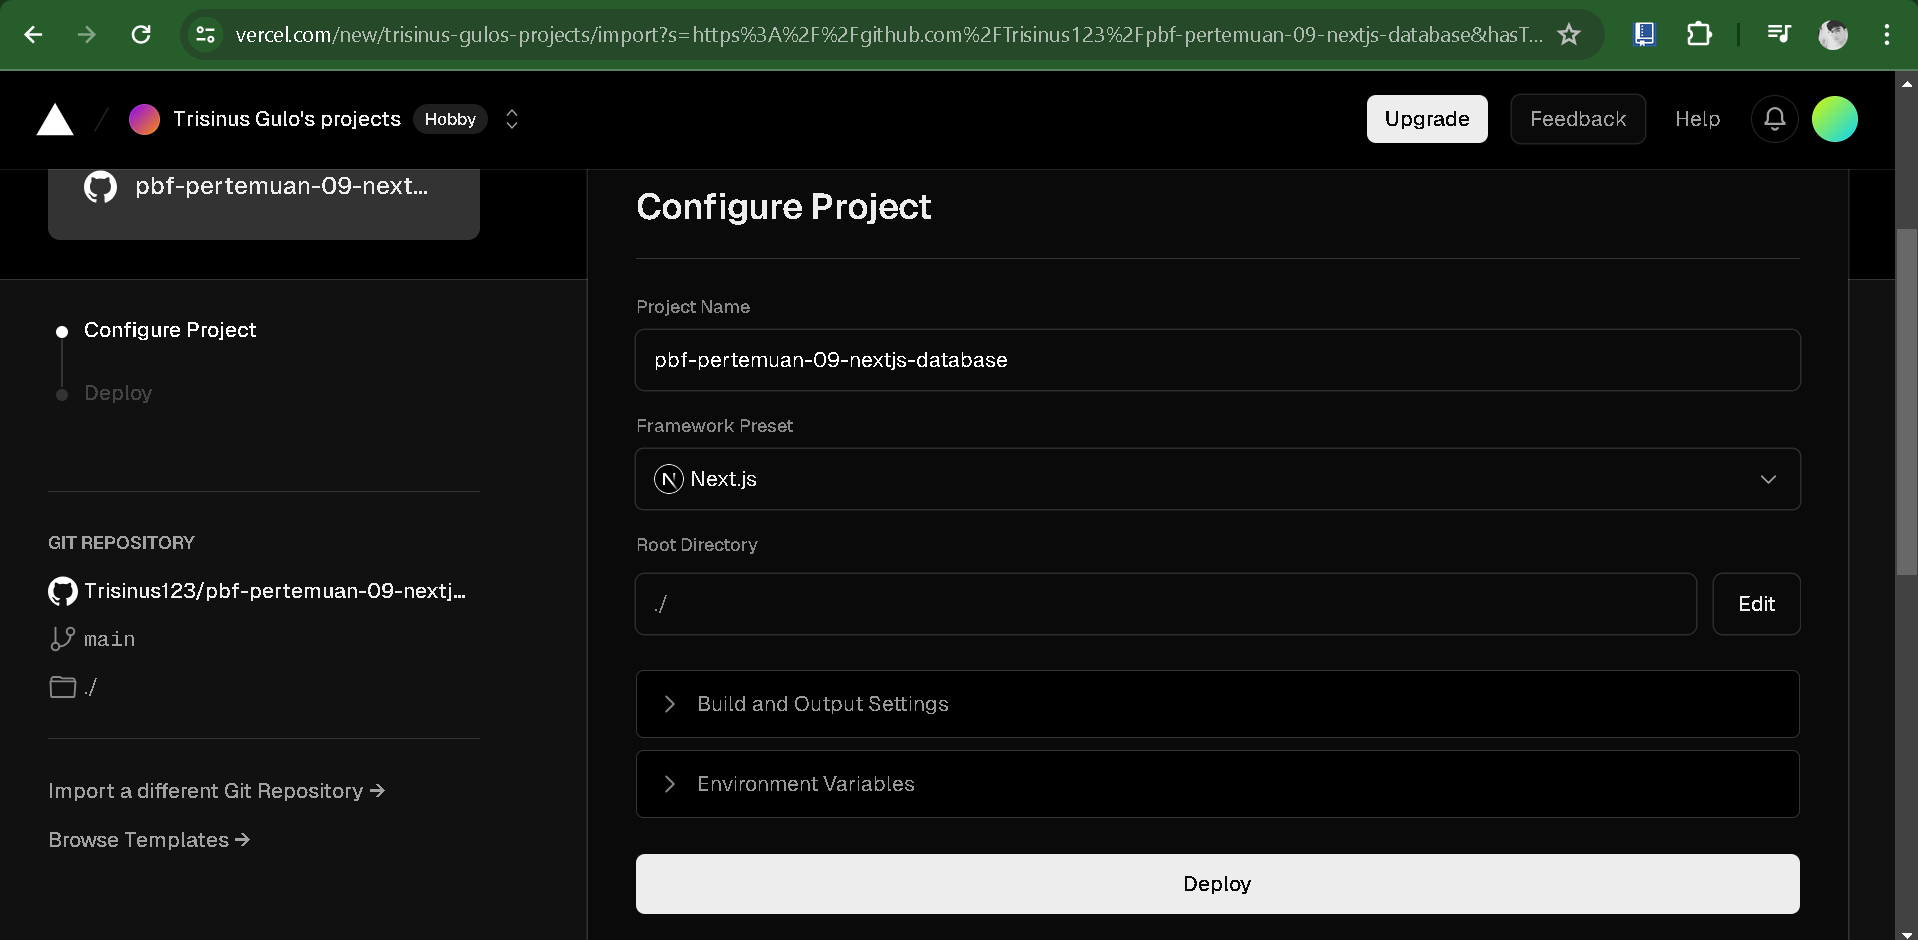 vercel.com/new/trisinus-gulos-projects/import?s=https%3A%2F%2Fgithub.com%2FTrisinus123%2Fpbf-pertemuan-09-nextjs-database&hasT...
Trisinus Gulo's projects
Hobby
Upgrade
Feedback
Help
pbf-pertemuan-09-next...
Configure Project
Deploy
GIT REPOSITORY
Trisinus123/pbf-pertemuan-09-nextj...
main
./
Import a different Git Repository →
Browse Templates →
Configure Project
Project Name
pbf-pertemuan-09-nextjs-database
Framework Preset
N Next.js
Root Directory
./
Edit
Build and Output Settings
Environment Variables
Deploy